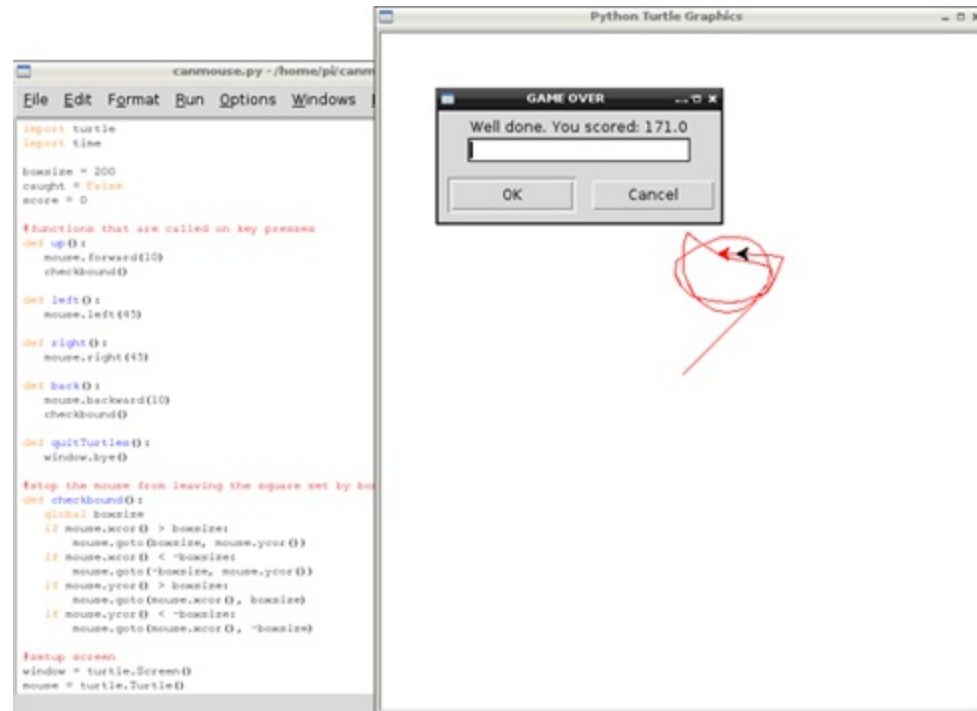 Python Turtle Graphics
canmouse.py - /home/pi/canm
File Edit Format Run Options Windows
import turtle
import time
boxsize = 200
caught = False
score = 0
#functions that are called on key presses
def up():
mouse.forward(10)
checkbound()
def left():
mouse.left(45)
def right():
mouse.right(45)
def back():
mouse.backward(10)
checkbound()
def quitTurtles():
window.bye()
#stop the mouse from leaving the square set by bo
def checkbound():
global boxsize
if mouse.xcor() > boxsize:
mouse.goto(boxsize, mouse.ycor())
if mouse.xcor() < -boxsize:
mouse.goto(-boxsize, mouse.ycor())
if mouse.ycor() > boxsize:
mouse.goto(mouse.xcor(), boxsize)
if mouse.ycor() < -boxsize:
mouse.goto(mouse.xcor(), -boxsize)
#setup screen
window = turtle.Screen()
mouse = turtle.Turtle()
GAME OVER
Well done. You scored: 171.0
OK Cancel